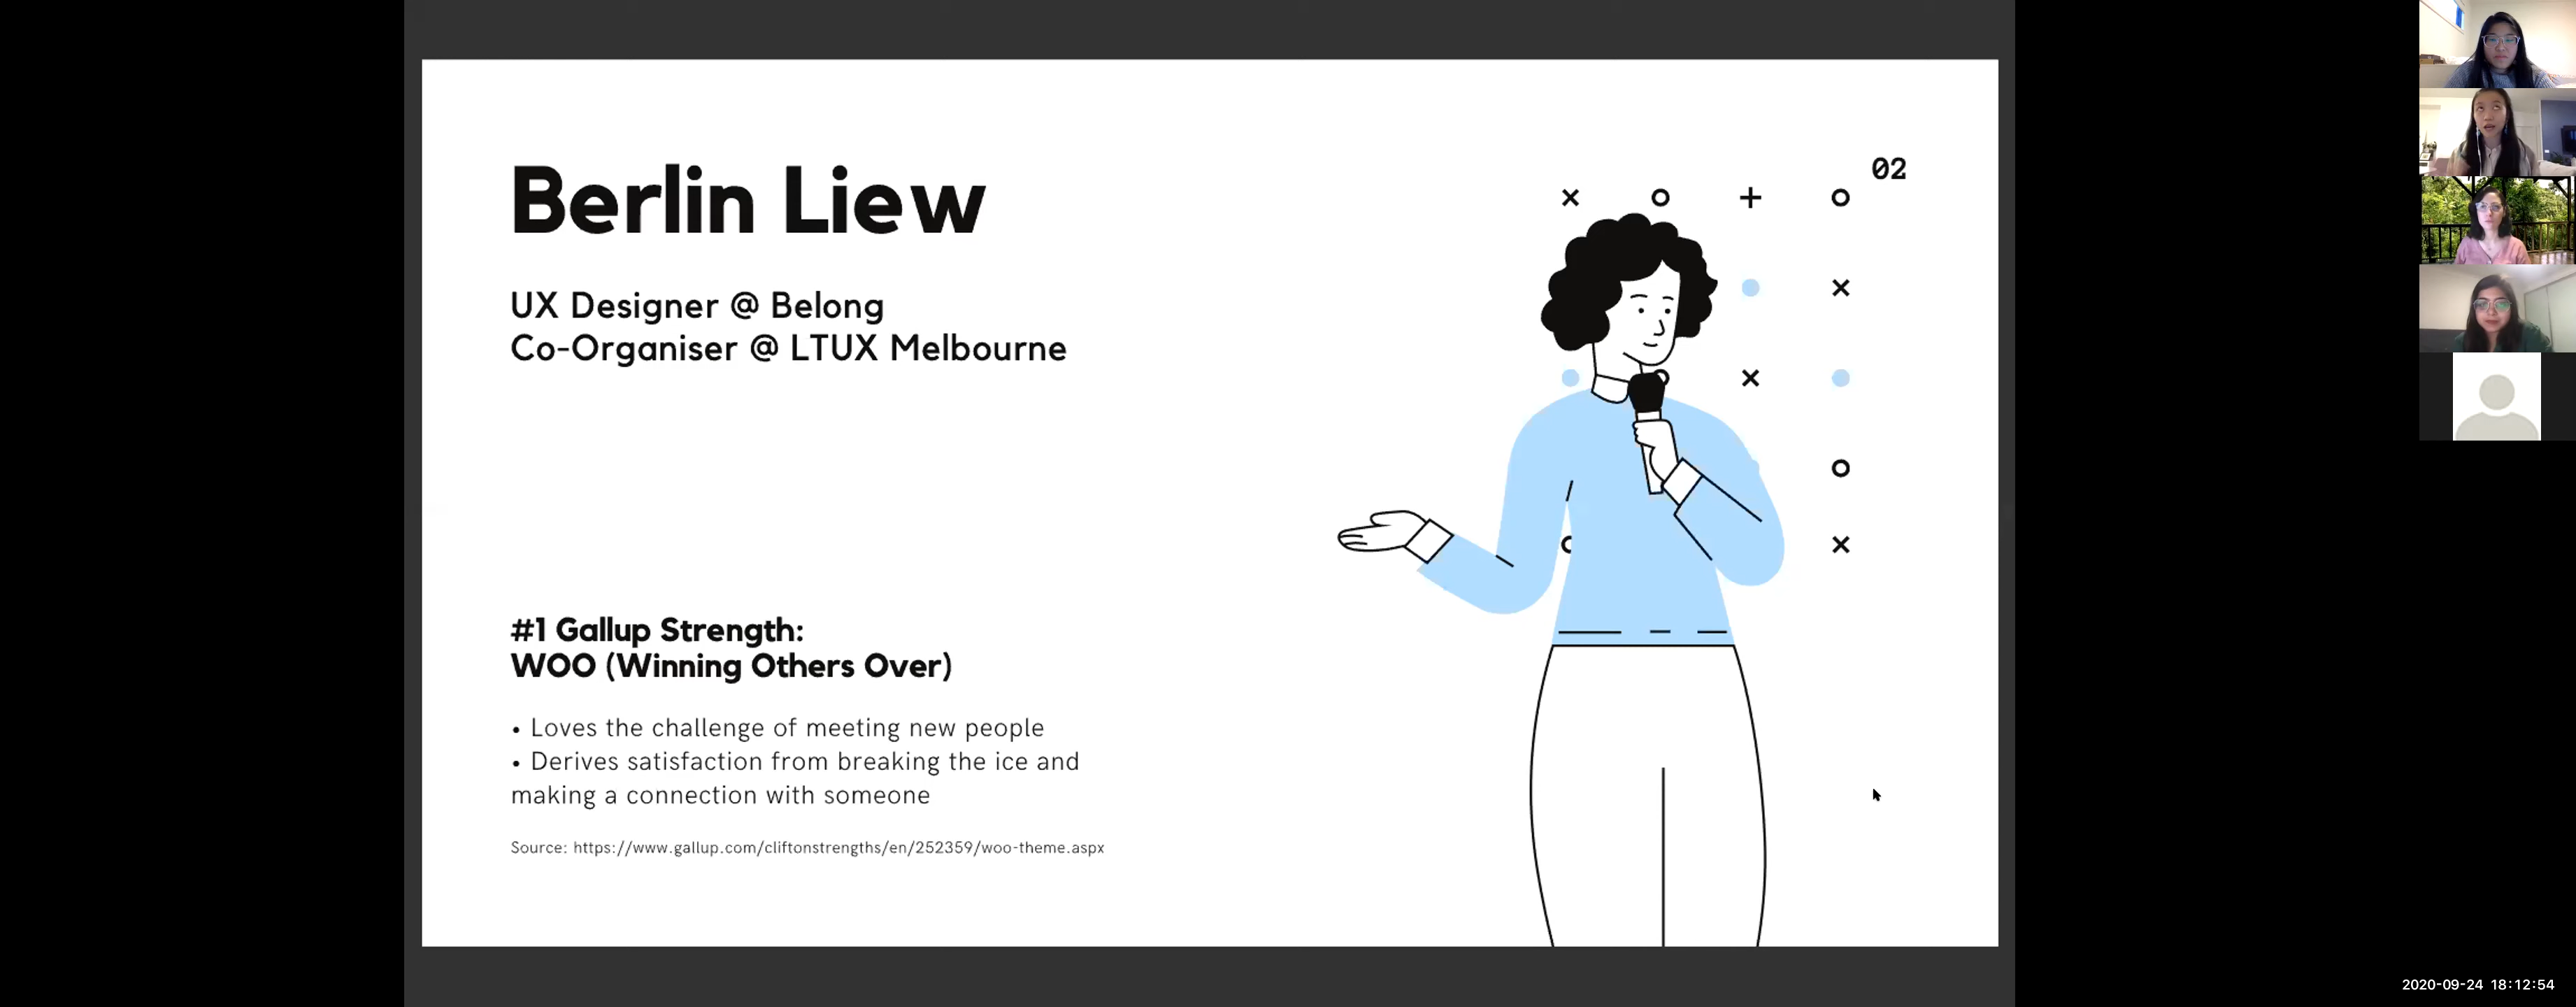 Berlin Liew
02
UX Designer @ Belong
Co-Organiser @ LTUX Melbourne
#1 Gallup Strength:
WOO (Winning Others Over)
• Loves the challenge of meeting new people
• Derives satisfaction from breaking the ice and
making a connection with someone
Source: https://www.gallup.com/cliftonstrengths/en/252359/woo-theme.aspx
2020-09-24 18:12:54